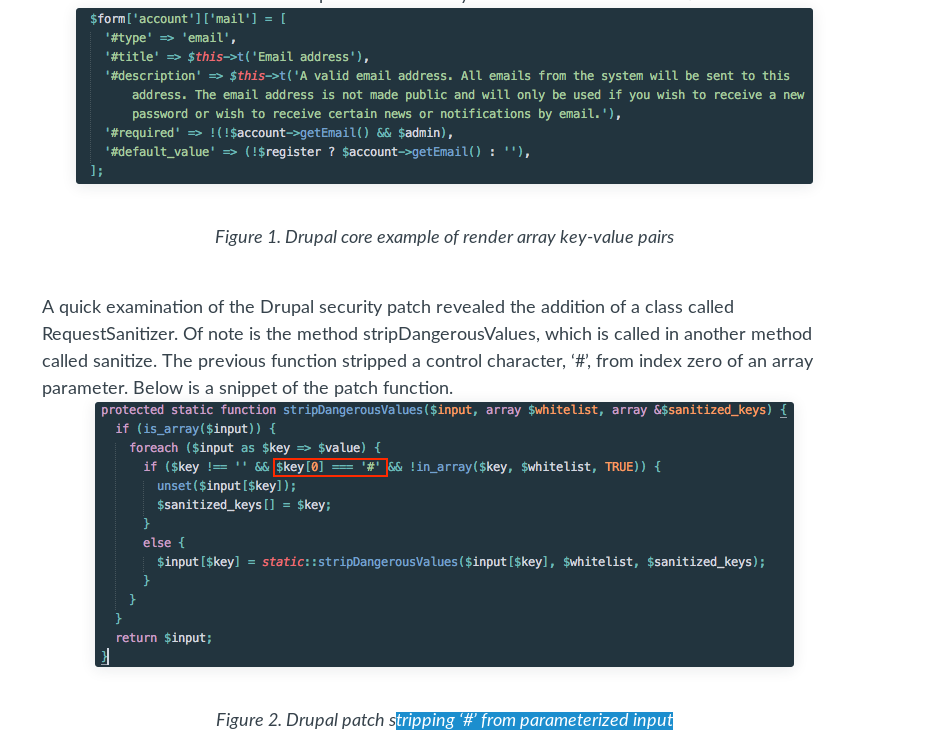 $form['account']['mail'] = [
'#type' => 'email',
'#title' => $this->t('Email address'),
'#description' => $this->t('A valid email address. All emails from the system will be sent to this
address. The email address is not made public and will only be used if you wish to receive a new
password or wish to receive certain news or notifications by email.'),
'#required' => !(!$account->getEmail() && $admin),
'#default_value' => (!$register ? $account->getEmail() : ''),
];
Figure 1. Drupal core example of render array key-value pairs
A quick examination of the Drupal security patch revealed the addition of a class called
RequestSanitizer. Of note is the method stripDangerousValues, which is called in another method
called sanitize. The previous function stripped a control character, ‘#’, from index zero of an array
parameter. Below is a snippet of the patch function.
protected static function stripDangerousValues($input, array $whitelist, array &$sanitized_keys) {
if (is_array($input)) {
foreach ($input as $key => $value) {
if ($key !== '' && $key[0] === '#' && !in_array($key, $whitelist, TRUE)) {
unset($input[$key]);
$sanitized_keys[] = $key;
}
else {
$input[$key] = static::stripDangerousValues($input[$key], $whitelist, $sanitized_keys);
}
}
}
return $input;
}
Figure 2. Drupal patch stripping ‘#’ from parameterized input